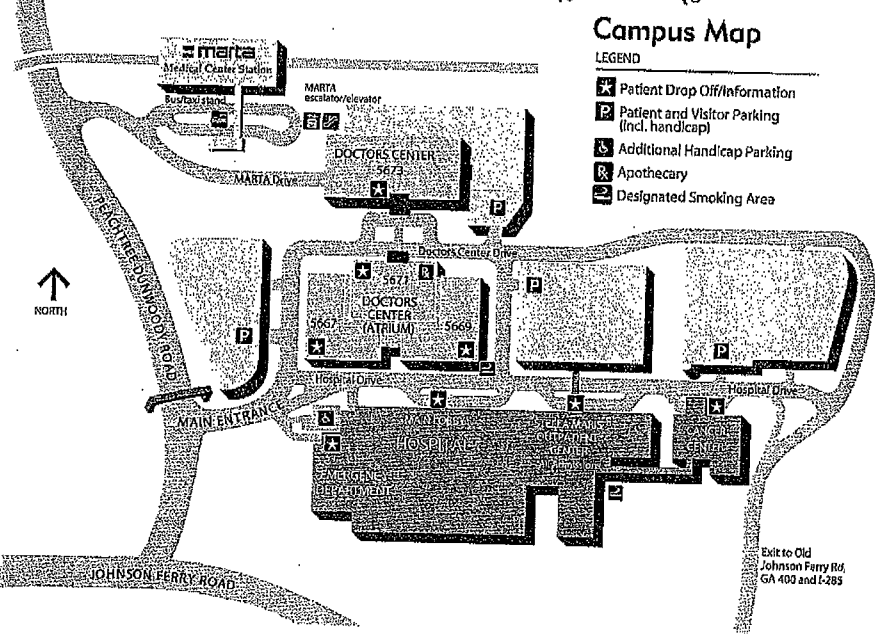 Campus Map
LEGEND
Patient Drop Off/Information
P
Patient and Visitor Parking
(incl. handicap)
Additional Handicap Parking
Apothecary
Designated Smoking Area
marta
Medical Center Station
Bus/taxi stand
MARTA
escalator/elevator
DOCTORS CENTER
5673
MARTA Drive
P
PEACHTREE-DUNWOODY ROAD
NORTH
Doctors Center Drive
5671
DOCTORS
CENTER
(ATRIUM)
5667
5669
P
P
P
Hospital Drive
Hospital Drive
MAIN ENTRANCE
HOSPITAL
OUTPATIENT
CENTER
EMERGENCY
DEPARTMENT
JOHNSON FERRY ROAD
Exit to Old
Johnson Ferry Rd,
GA 400 and I-285